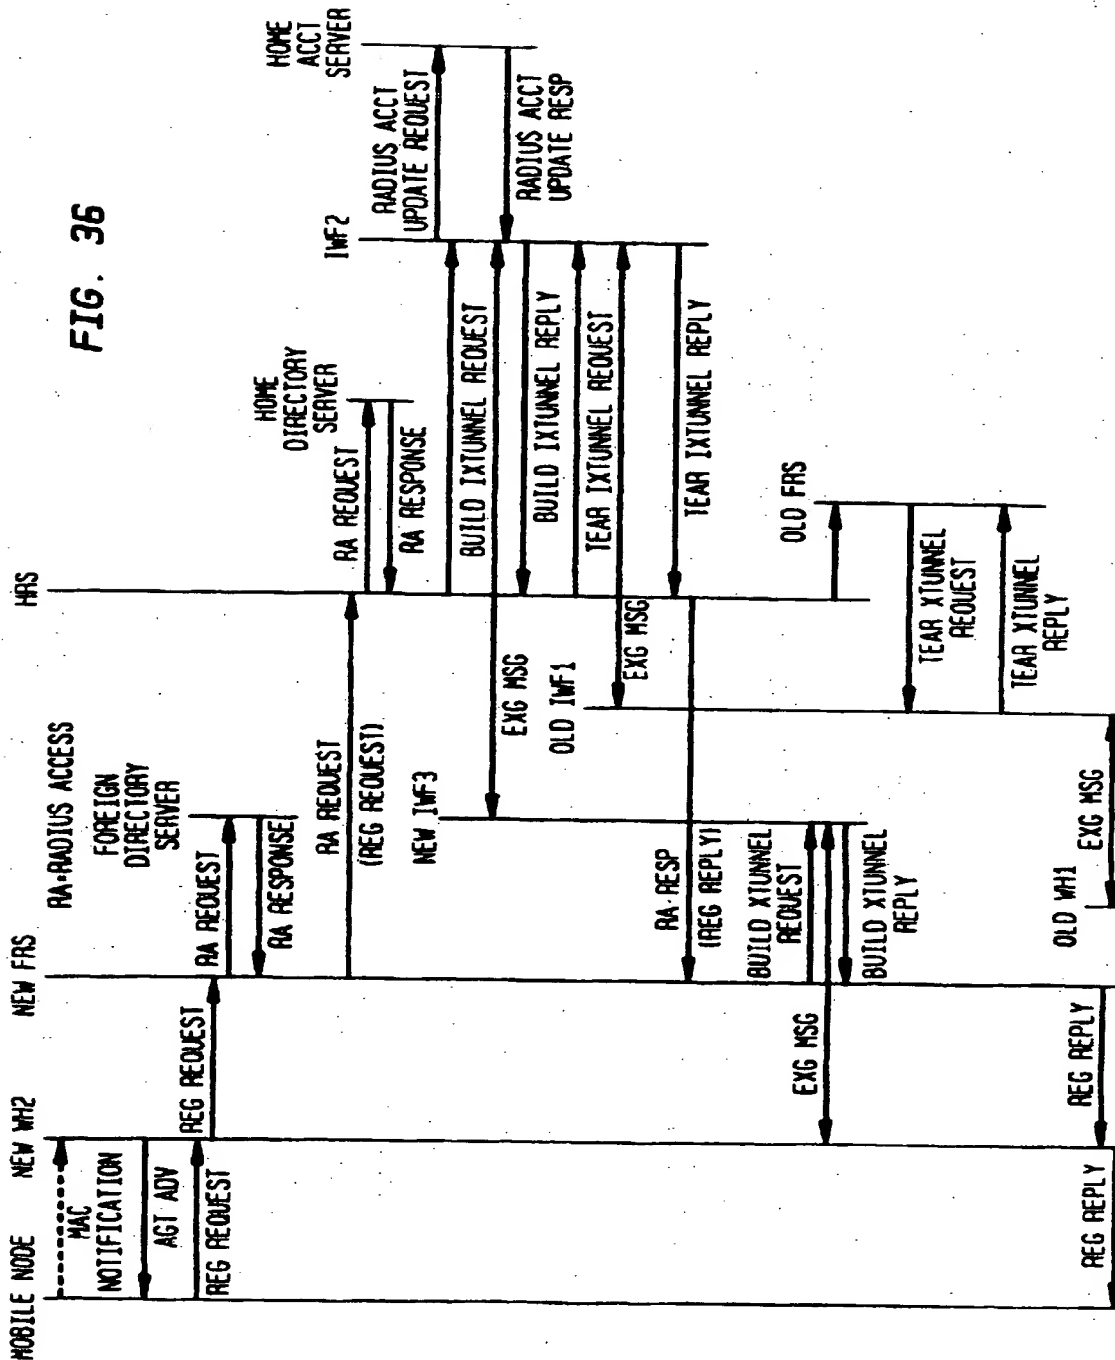 FIG. 36
MOBILE NODE
NEW WH2
NEW FRS
RA-RADIUS ACCESS
HRS
IWF2
HOME
ACCT
SERVER
FOREIGN
DIRECTORY
SERVER
HOME
DIRECTORY
SERVER
MAC
NOTIFICATION
AGT ADV
REG REQUEST
REG REQUEST
RA REQUEST
RA RESPONSE
RA REQUEST
(REG REQUEST)
RA REQUEST
RA RESPONSE
RADIUS ACCT
UPDATE REQUEST
RADIUS ACCT
UPDATE RESP
BUILD IXTUNNEL REQUEST
NEW IWF3
EXG MSG
BUILD IXTUNNEL REPLY
OLD IWF1
TEAR IXTUNNEL REQUEST
EXG MSG
TEAR IXTUNNEL REPLY
RA-RESP
(REG REPLY)
BUILD XTUNNEL
REQUEST
EXG MSG
BUILD XTUNNEL
REPLY
OLD FRS
TEAR XTUNNEL
REQUEST
TEAR XTUNNEL
REPLY
OLD WH1
EXG MSG
REG REPLY
REG REPLY